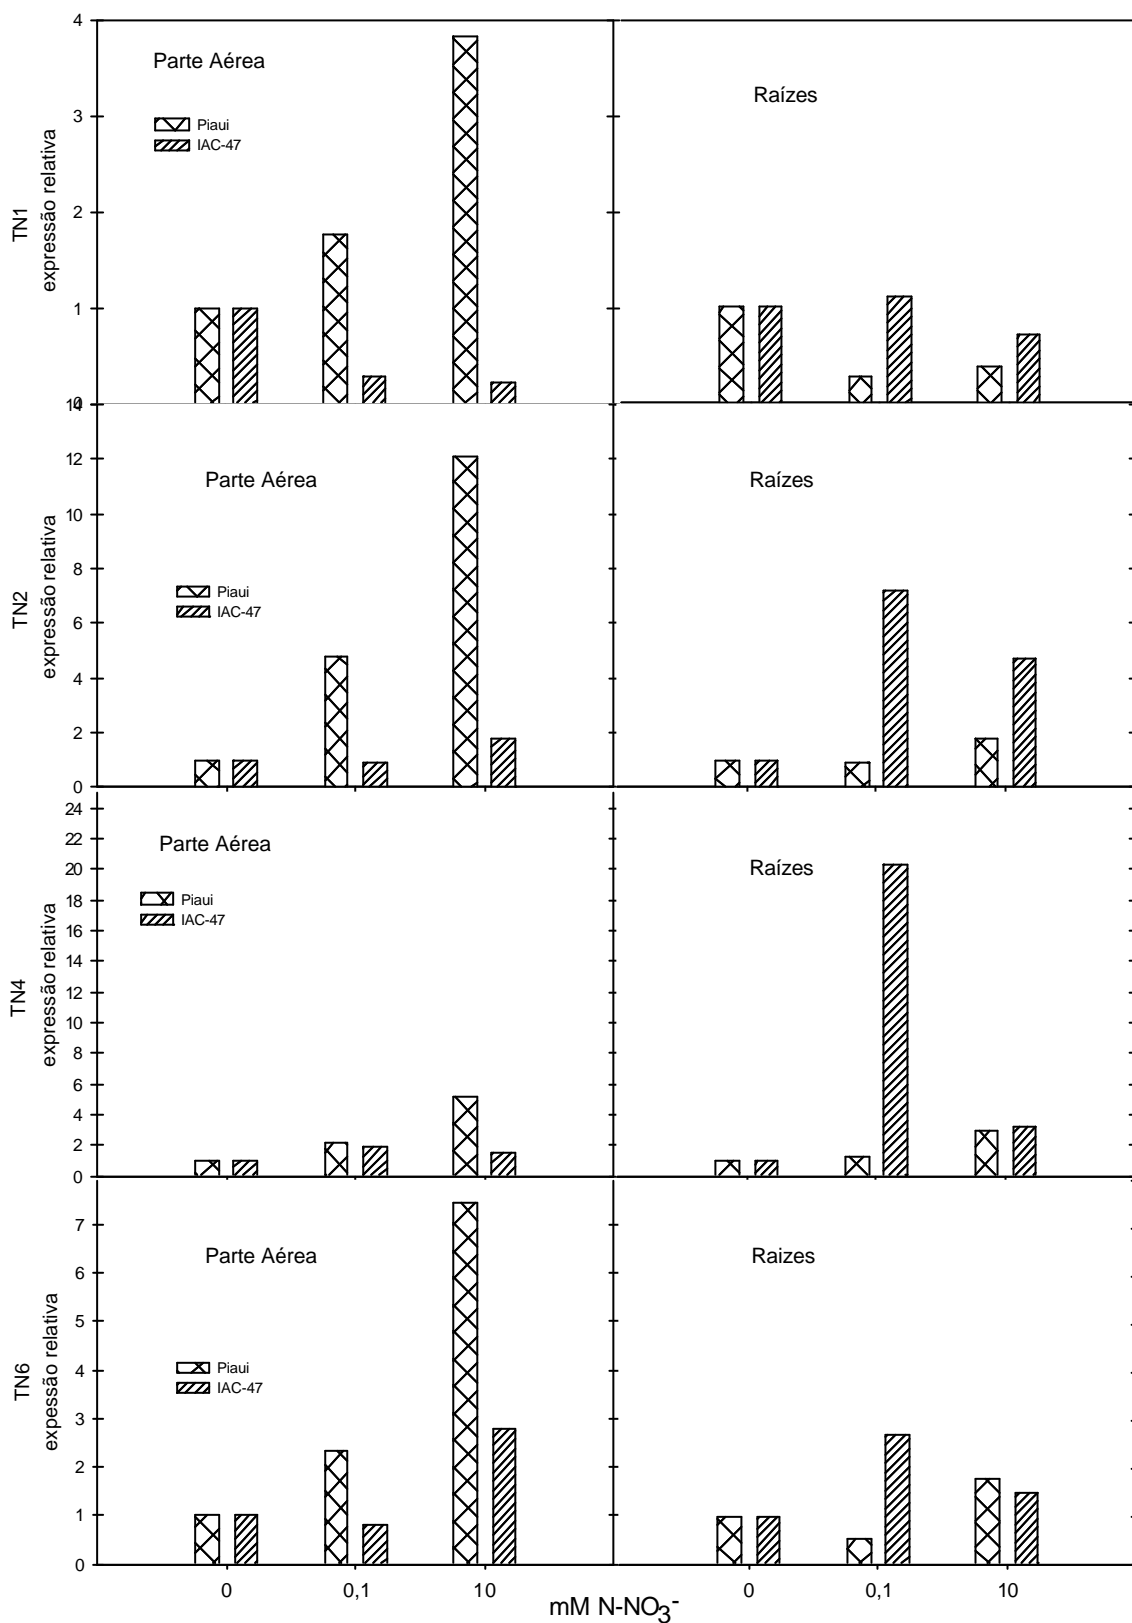 4
3
2
1
0
TN1
expressão relativa
Parte Aérea
Piaui
IAC-47
Raízes
14
12
10
8
6
4
2
0
TN2
expressão relativa
Parte Aérea
Piaui
IAC-47
Raízes
24
22
20
18
16
14
12
10
8
6
4
2
0
TN4
expressão relativa
Parte Aérea
Piaui
IAC-47
Raízes
7
6
5
4
3
2
1
0
TN6
expessão relativa
Parte Aérea
Piaui
IAC-47
Raizes
0 0,1 10 0 0,1 10
mM N-NO₃⁻